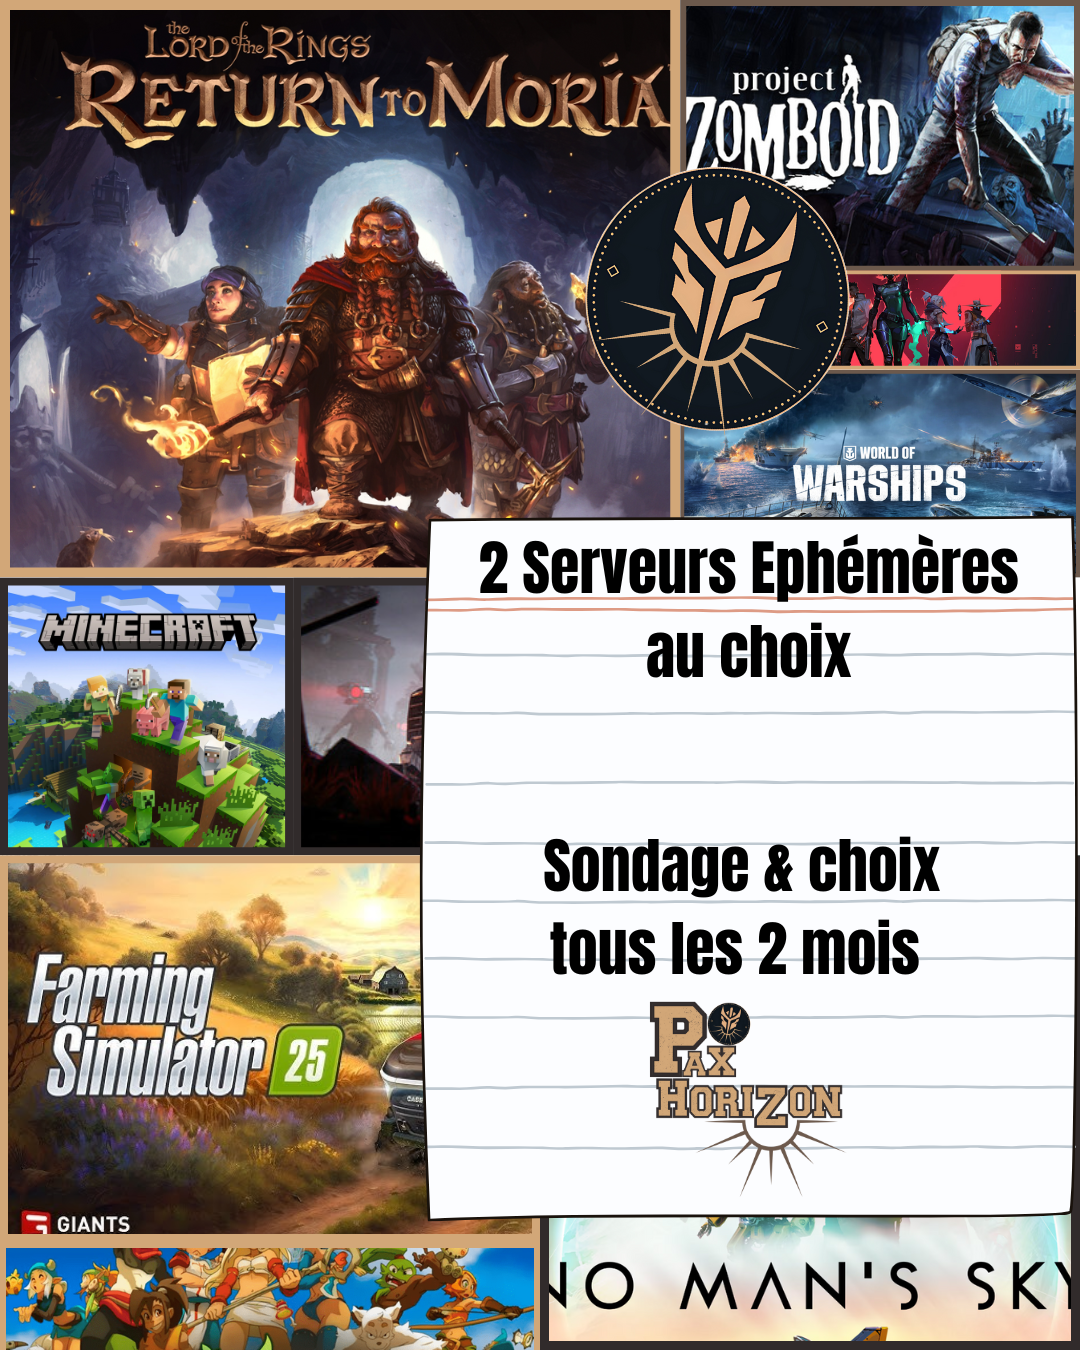 the
LORD of the RINGS
RETURN TO MORIA
project
ZOMBOID
WORLD OF
WARSHIPS
2 Serveurs Ephémères
au choix
MINECRAFT
Sondage & choix
tous les 2 mois
Farming
Simulator 25
PAX
HORIZON
GIANTS
NO MAN'S SKY